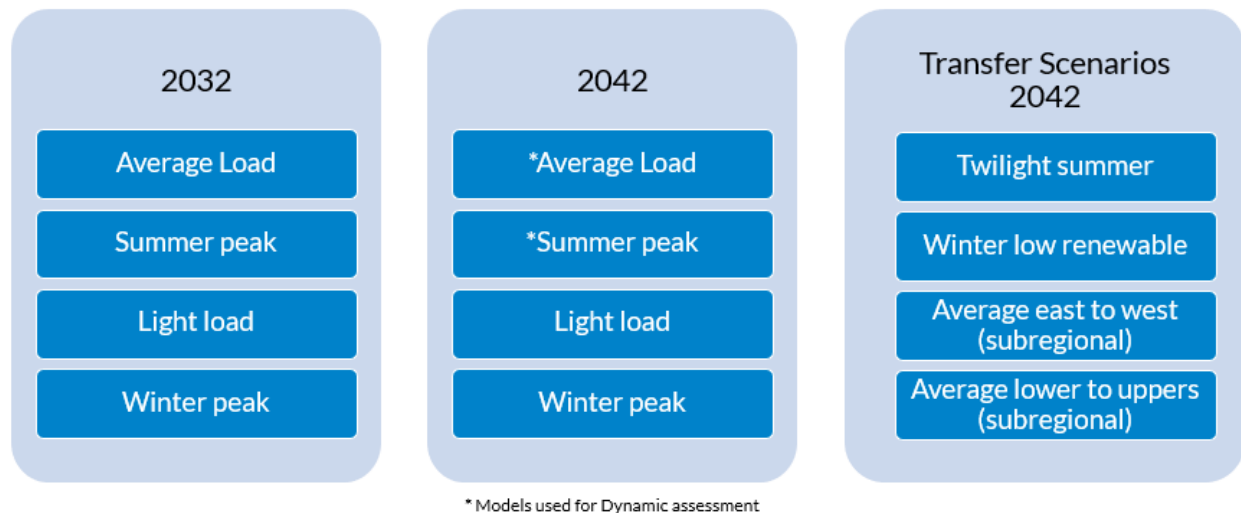 2032
Average Load
Summer peak
Light load
Winter peak
2042
*Average Load
*Summer peak
Light load
Winter peak
Transfer Scenarios
2042
Twilight summer
Winter low renewable
Average east to west
(subregional)
Average lower to uppers
(subregional)
* Models used for Dynamic assessment